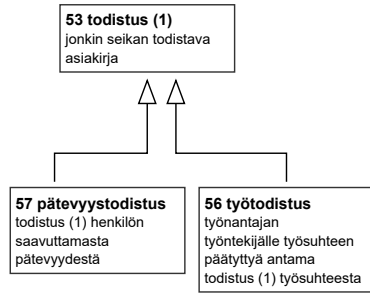 53 todistus (1)
jonkin seikan todistava
asiakirja
57 pätevyystodistus
todistus (1) henkilön
saavuttamasta
pätevyydestä
56 työtodistus
työnantajan
työntekijälle työsuhteen
päätyttyä antama
todistus (1) työsuhteesta